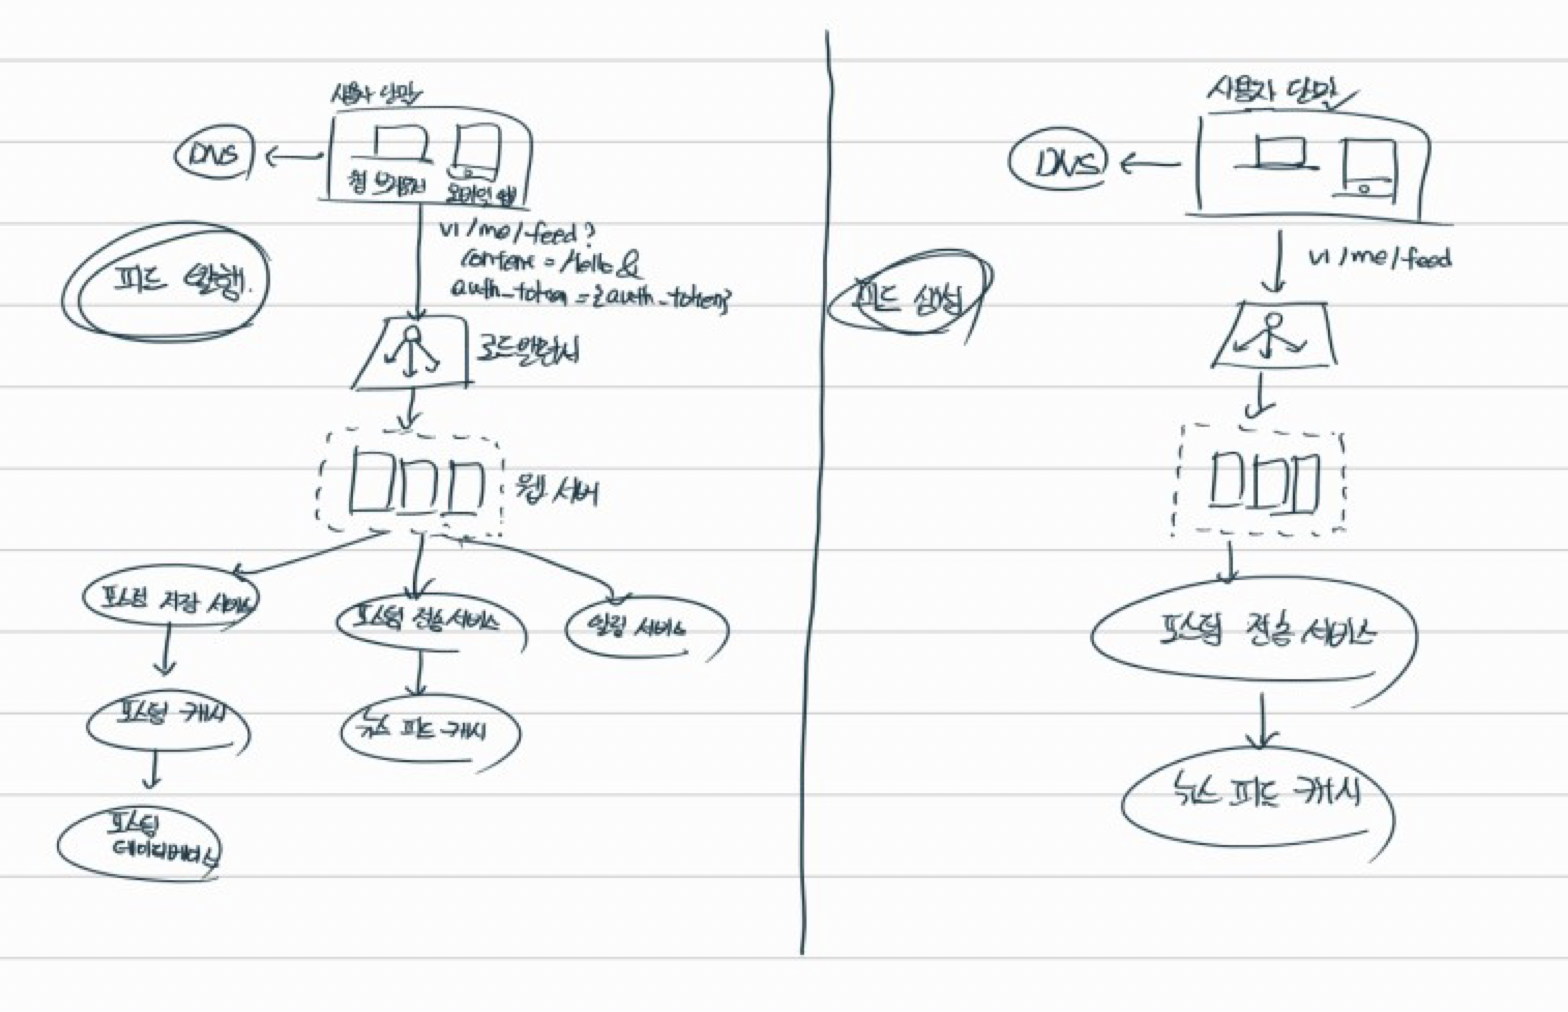 사용자 단말
DNS
웹 브라우저
모바일 앱
피드 발행
v1/me/feed?
content = Hello &
auth_token = {auth_token}
로드밸런서
웹 서버
포스팅 저장 서비스
포스팅 전송 서비스
알림 서비스
포스팅 캐시
뉴스 피드 캐시
포스팅
데이터베이스
사용자 단말
DNS
피드 생성
v1/me/feed
포스팅 전송 서비스
뉴스 피드 캐시